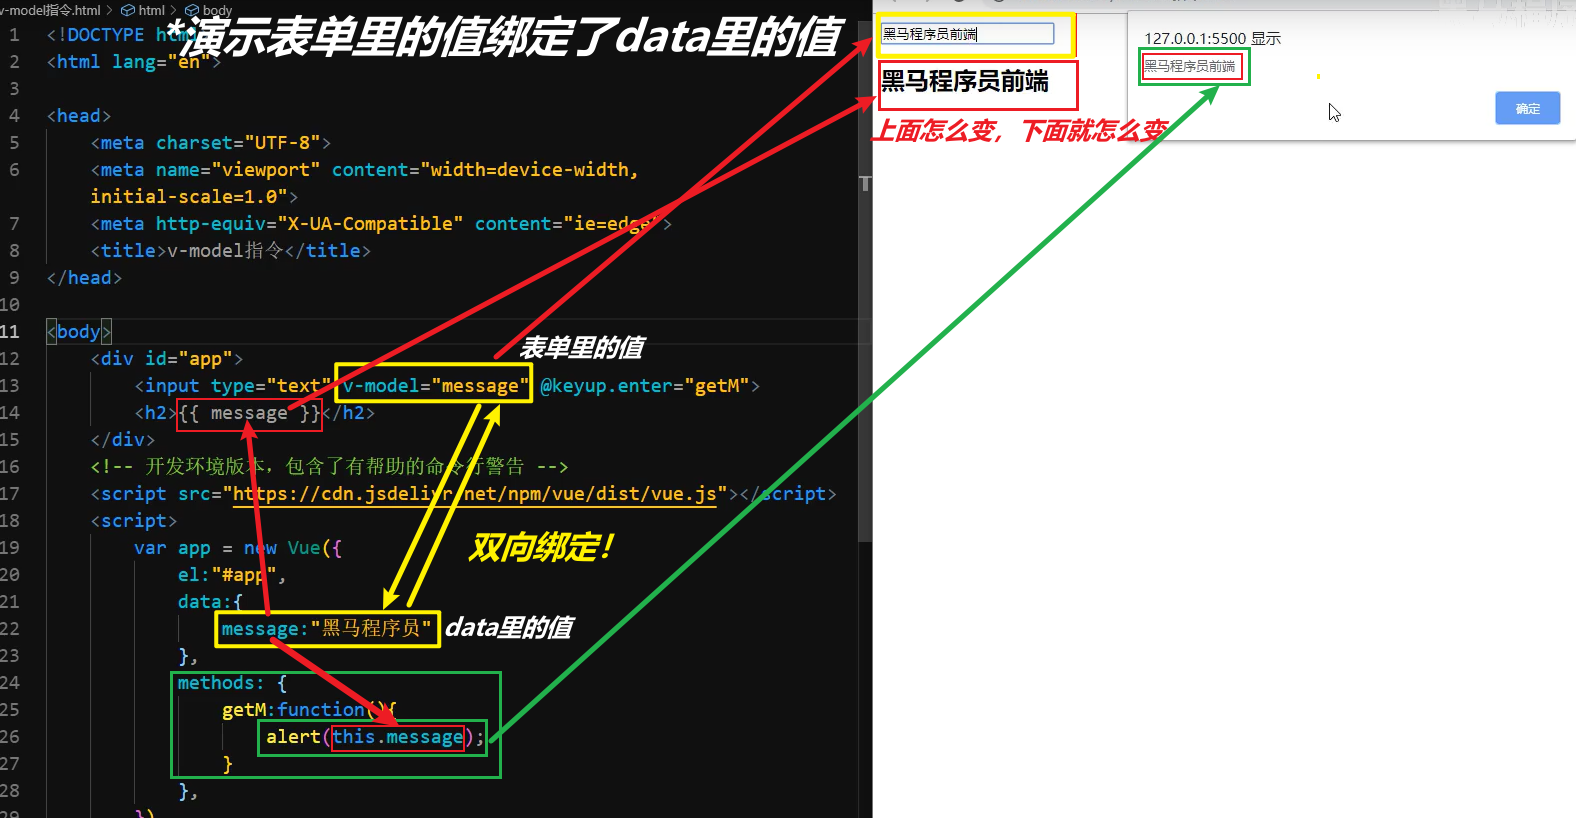 v-model指令.html > html > body
*演示表单里的值绑定了data里的值
1 <!DOCTYPE htm
2 <html lang="en">
3
4 <head>
5 <meta charset="UTF-8">
6 <meta name="viewport" content="width=device-width,
initial-scale=1.0">
7 <meta http-equiv="X-UA-Compatible" content="ie=edge">
8 <title>v-model指令</title>
9 </head>
10
11 <body>
表单里的值
12 <div id="app">
13 <input type="text" v-model="message" @keyup.enter="getM">
14 <h2>{{ message }}</h2>
15 </div>
16 <!-- 开发环境版本，包含了有帮助的命令行警告 -->
17 <script src="https://cdn.jsdelivr.net/npm/vue/dist/vue.js"></script>
18 <script>
19 var app = new Vue({
双向绑定！
20 el:"#app",
21 data:{
22 message:"黑马程序员"
data里的值
23 },
24 methods: {
25 getM:function(){
26 alert(this.message);
27 }
28 },
29 })
黑马程序员前端
黑马程序员前端
上面怎么变，下面就怎么变
127.0.0.1:5500 显示
黑马程序员前端
确定